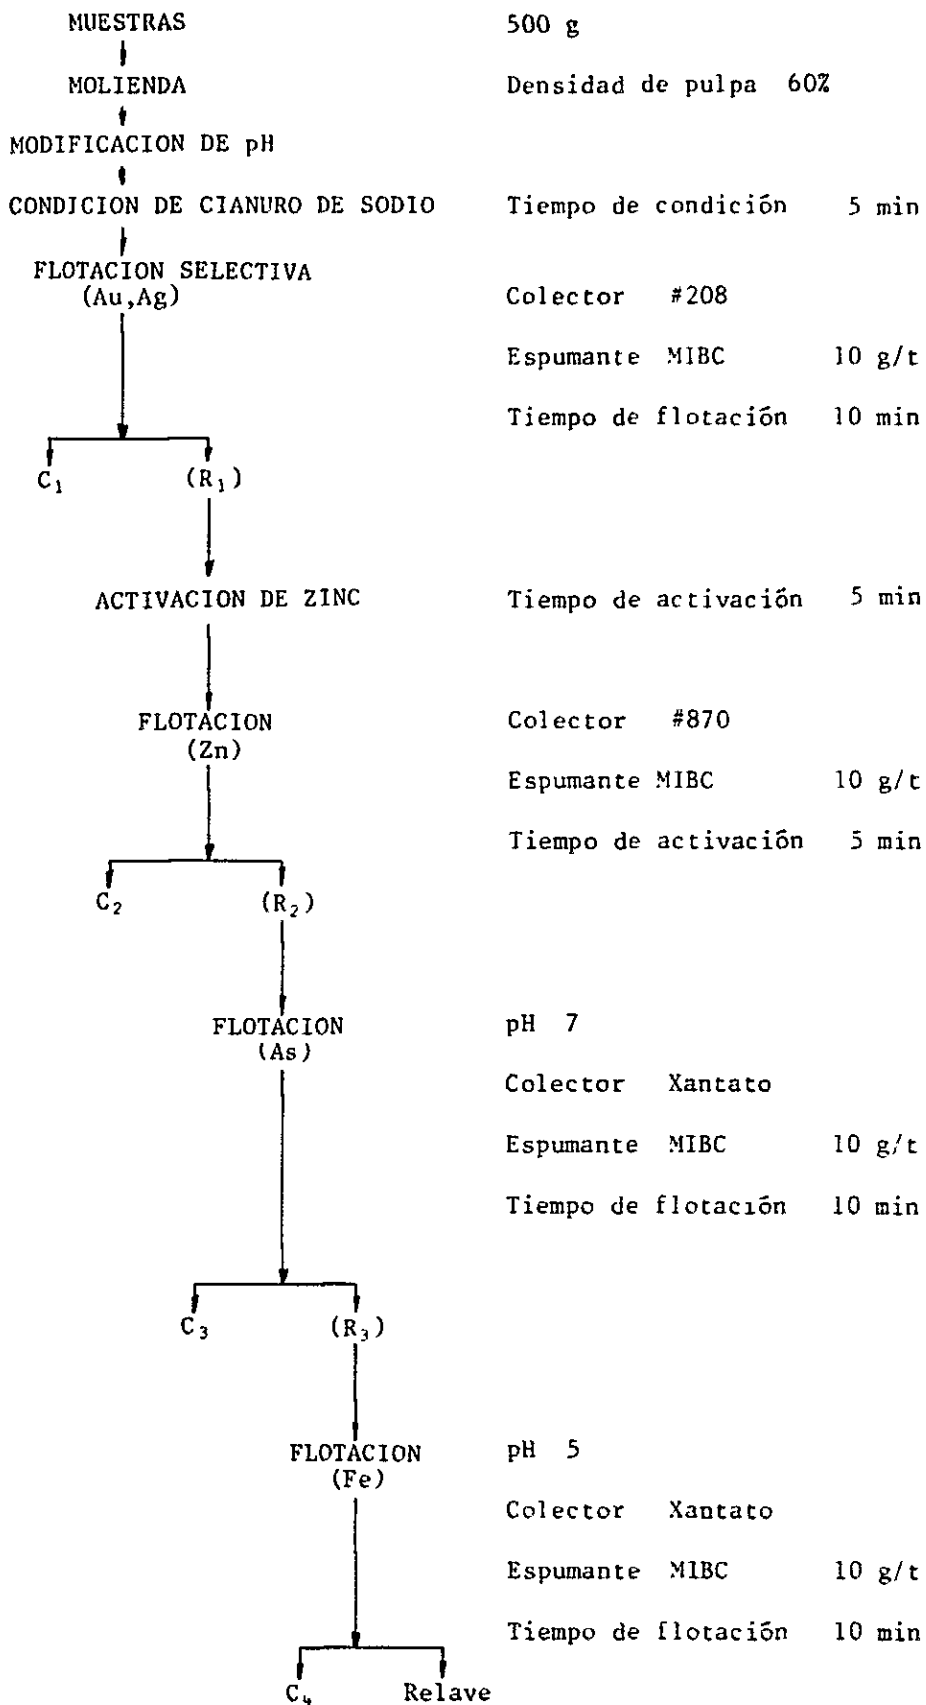 MUESTRAS 500 g
MOLIENDA Densidad de pulpa 60%
MODIFICACION DE pH
CONDICION DE CIANURO DE SODIO Tiempo de condición 5 min
FLOTACION SELECTIVA
(Au,Ag)
Colector #208
Espumante MIBC 10 g/t
Tiempo de flotación 10 min
C₁ (R₁)
ACTIVACION DE ZINC Tiempo de activación 5 min
FLOTACION Colector #870
(Zn)
Espumante MIBC 10 g/t
Tiempo de activación 5 min
C₂ (R₂)
FLOTACION pH 7
(As)
Colector Xantato
Espumante MIBC 10 g/t
Tiempo de flotación 10 min
C₃ (R₃)
FLOTACION pH 5
(Fe)
Colector Xantato
Espumante MIBC 10 g/t
Tiempo de flotación 10 min
C₄ Relave